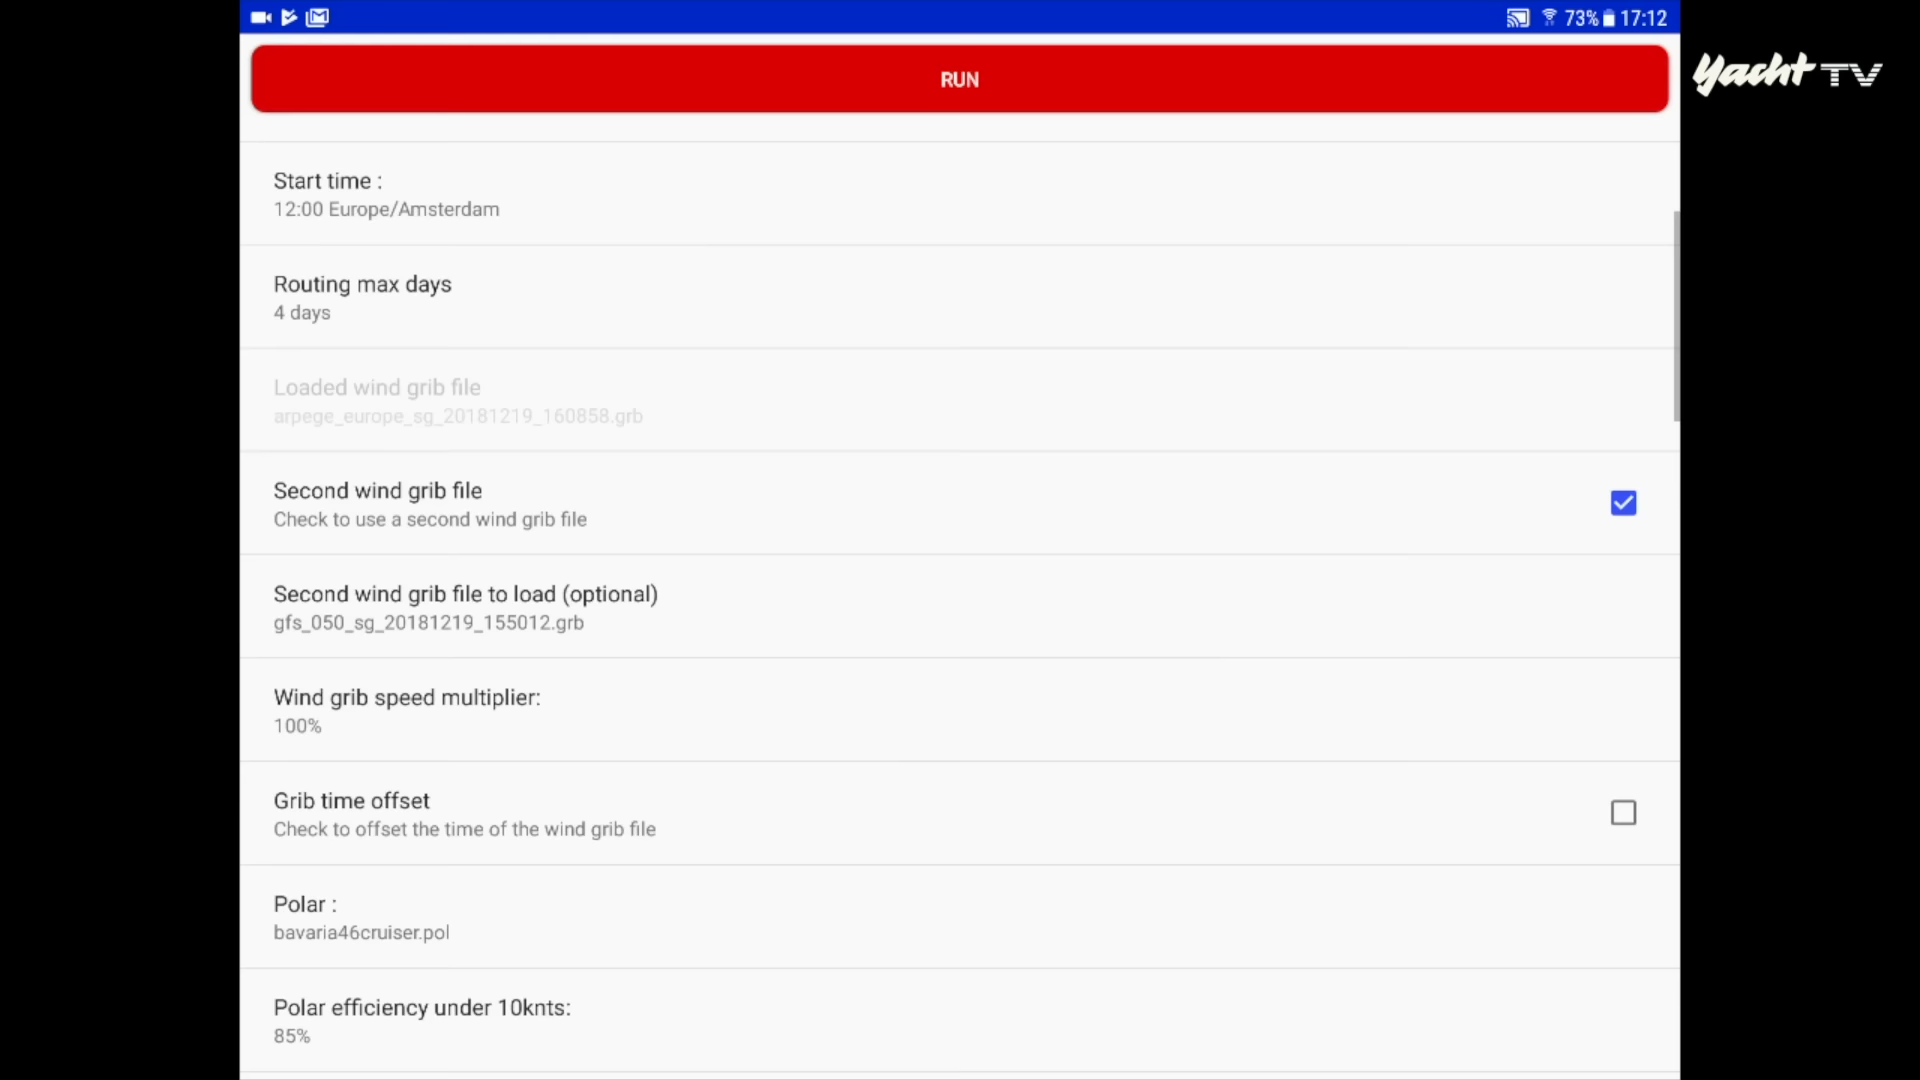 73% 17:12
RUN
Yacht TV
Start time :
12:00 Europe/Amsterdam
Routing max days
4 days
Loaded wind grib file
arpege_europe_sg_20181219_160858.grb
Second wind grib file
Check to use a second wind grib file
Second wind grib file to load (optional)
gfs_050_sg_20181219_155012.grb
Wind grib speed multiplier:
100%
Grib time offset
Check to offset the time of the wind grib file
Polar :
bavaria46cruiser.pol
Polar efficiency under 10knts:
85%